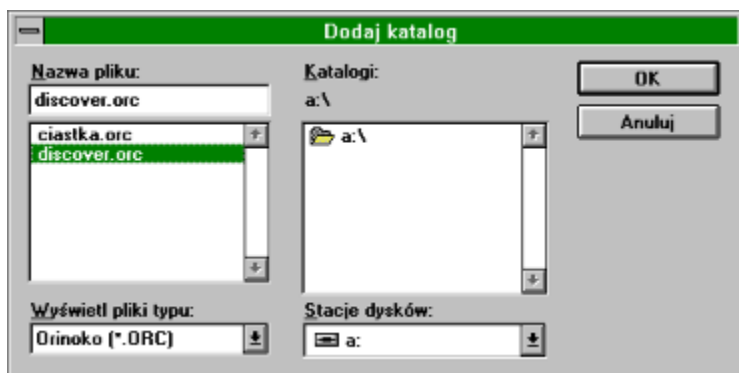 Dodaj katalog
Nazwa pliku:
discover.orc
ciastka.orc
discover.orc
Wyświetl pliki typu:
Orinoko (*.ORC)
Katalogi:
a:\
a:\
Stacje dysków:
a:
OK
Anuluj